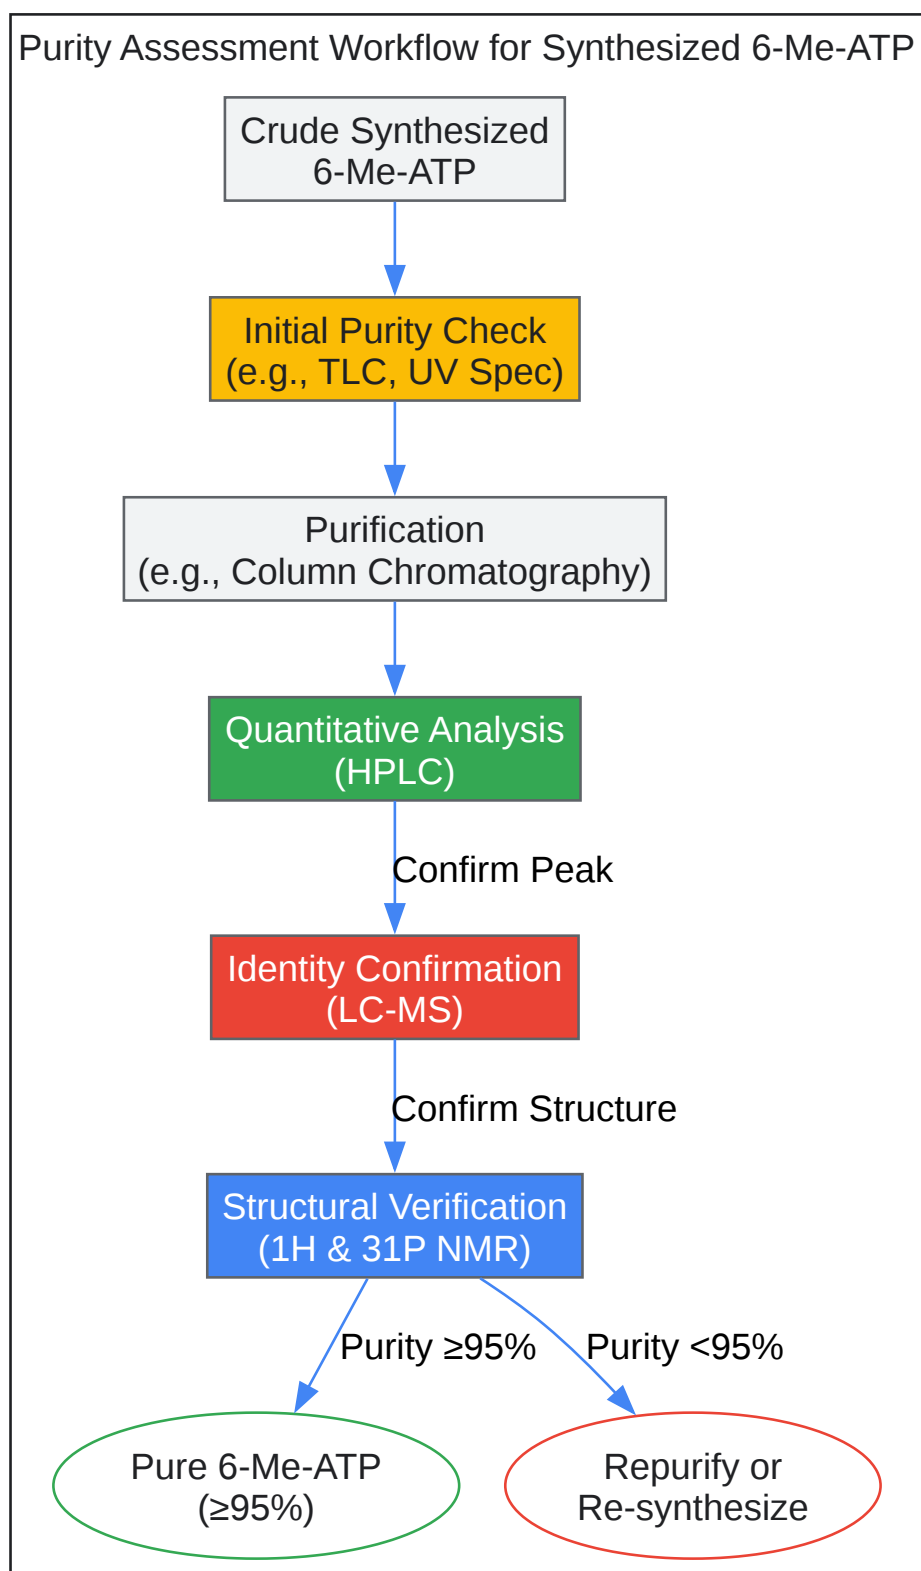 Purity Assessment Workflow for Synthesized 6-Me-ATP
Crude Synthesized
6-Me-ATP
Initial Purity Check
(e.g., TLC, UV Spec)
Purification
(e.g., Column Chromatography)
Quantitative Analysis
(HPLC)
Confirm Peak
Identity Confirmation
(LC-MS)
Confirm Structure
Structural Verification
(1H & 31P NMR)
Purity ≥95%
Purity <95%
Pure 6-Me-ATP
(≥95%)
Repurify or
Re-synthesize